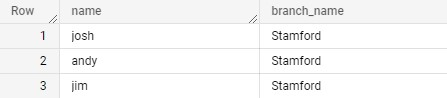 Row name branch_name
1 josh Stamford
2 andy Stamford
3 jim Stamford